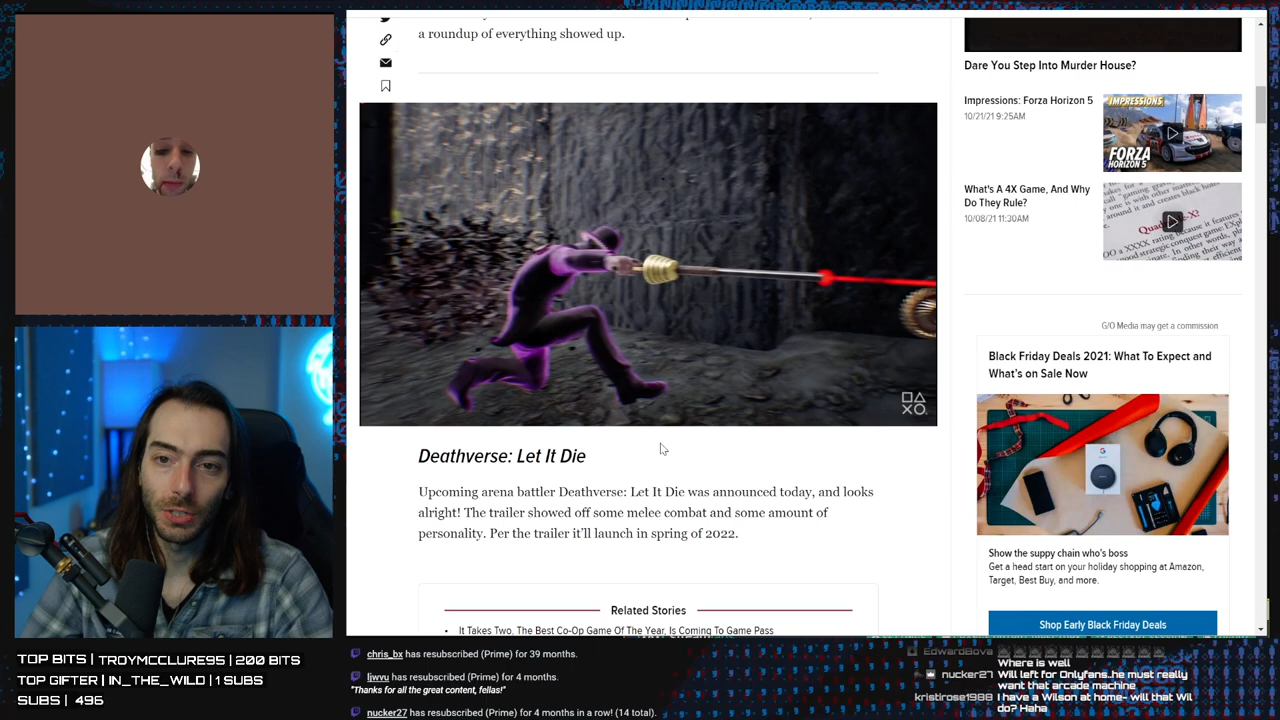 a roundup of everything showed up.
Dare You Step Into Murder House?
Impressions: Forza Horizon 5
10/21/21 9:25AM
IMPRESSIONS
FORZA
HORIZON 5
What's A 4X Game, And Why
Do They Rule?
10/08/21 11:30AM
G/O Media may get a commission
Black Friday Deals 2021: What To Expect and
What's on Sale Now
Deathverse: Let It Die
Upcoming arena battler Deathverse: Let It Die was announced today, and looks
alright! The trailer showed off some melee combat and some amount of
personality. Per the trailer it'll launch in spring of 2022.
Show the suppy chain who's boss
Get a head start on your holiday shopping at Amazon,
Target, Best Buy, and more.
Shop Early Black Friday Deals
Related Stories
• It Takes Two, The Best Co-Op Game Of The Year, Is Coming To Game Pass
TOP BITS | TROYMCCLURE95 | 200 BITS
TOP GIFTER | IN_THE_WILD | 1 SUBS
SUBS | 496
chris_bx has resubscribed (Prime) for 39 months.
ljwvu has resubscribed (Prime) for 4 months.
"Thanks for all the great content, fellas!"
nucker27 has resubscribed (Prime) for 4 months in a row! (14 total).
EdwardBova
Where is well
nucker27 Will left for Onlyfans..he must really
want that arcade machine
kristirose1988 I have a Wilson at home- will that Wil
do? Haha